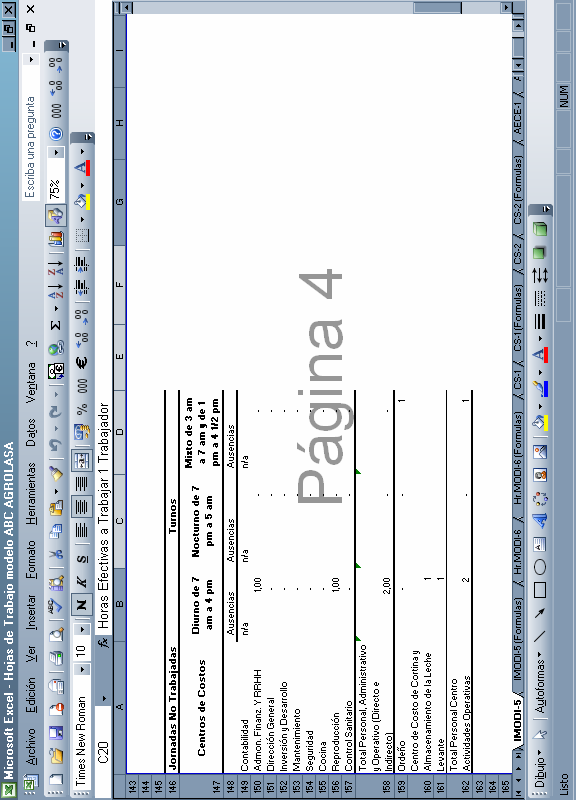 Microsoft Excel - Hojas de Trabajo modelo ABC AGROLASA
Archivo Edición Ver Insertar Formato Herramientas Datos Ventana ? Escriba una pregunta
75%
Times New Roman 10 N K S % 000 €
C20 fx Horas Efectivas a Trabajar 1 Trabajador
A B C D E F G H I
143
144
145
146 Jornadas No Trabajadas Turnos
147 Centros de Costos Diurno de 7 am a 4 pm Nocturno de 7 pm a 5 am Mixto de 3 am a 7 am y de 1 pm a 4 1/2 pm
148 Ausencias Ausencias Ausencias
149 Contabilidad n/a n/a n/a
150 Admon. Finanz. Y RRHH 1,00 - -
151 Dirección General - - -
152 Inversión y Desarrollo - - -
153 Mantenimiento - - -
154 Seguridad - - -
155 Cocina - - -
156 Reproducción 1,00 - -
157 Control Sanitario - - -
158 Total Personal, Administrativo y Operativo (Directo e Indirecto) 2,00 - -
159 Ordeño - - 1
160 Centro de Costo de Cortina y Almacenamiento de la Leche 1
161 Levante 1
162 Total Personal Centro Actividades Operativas 2 - 1
163
164
165
Página 4
IMODI-5 IMODI-5 (Formulas) Hr.MODI-6 Hr.MODI-6 (Formulas) CS-1 CS-1 (Formulas) CS-2 CS-2 (Formulas) AECE-1
Dibujo Autoformas
Listo NUM